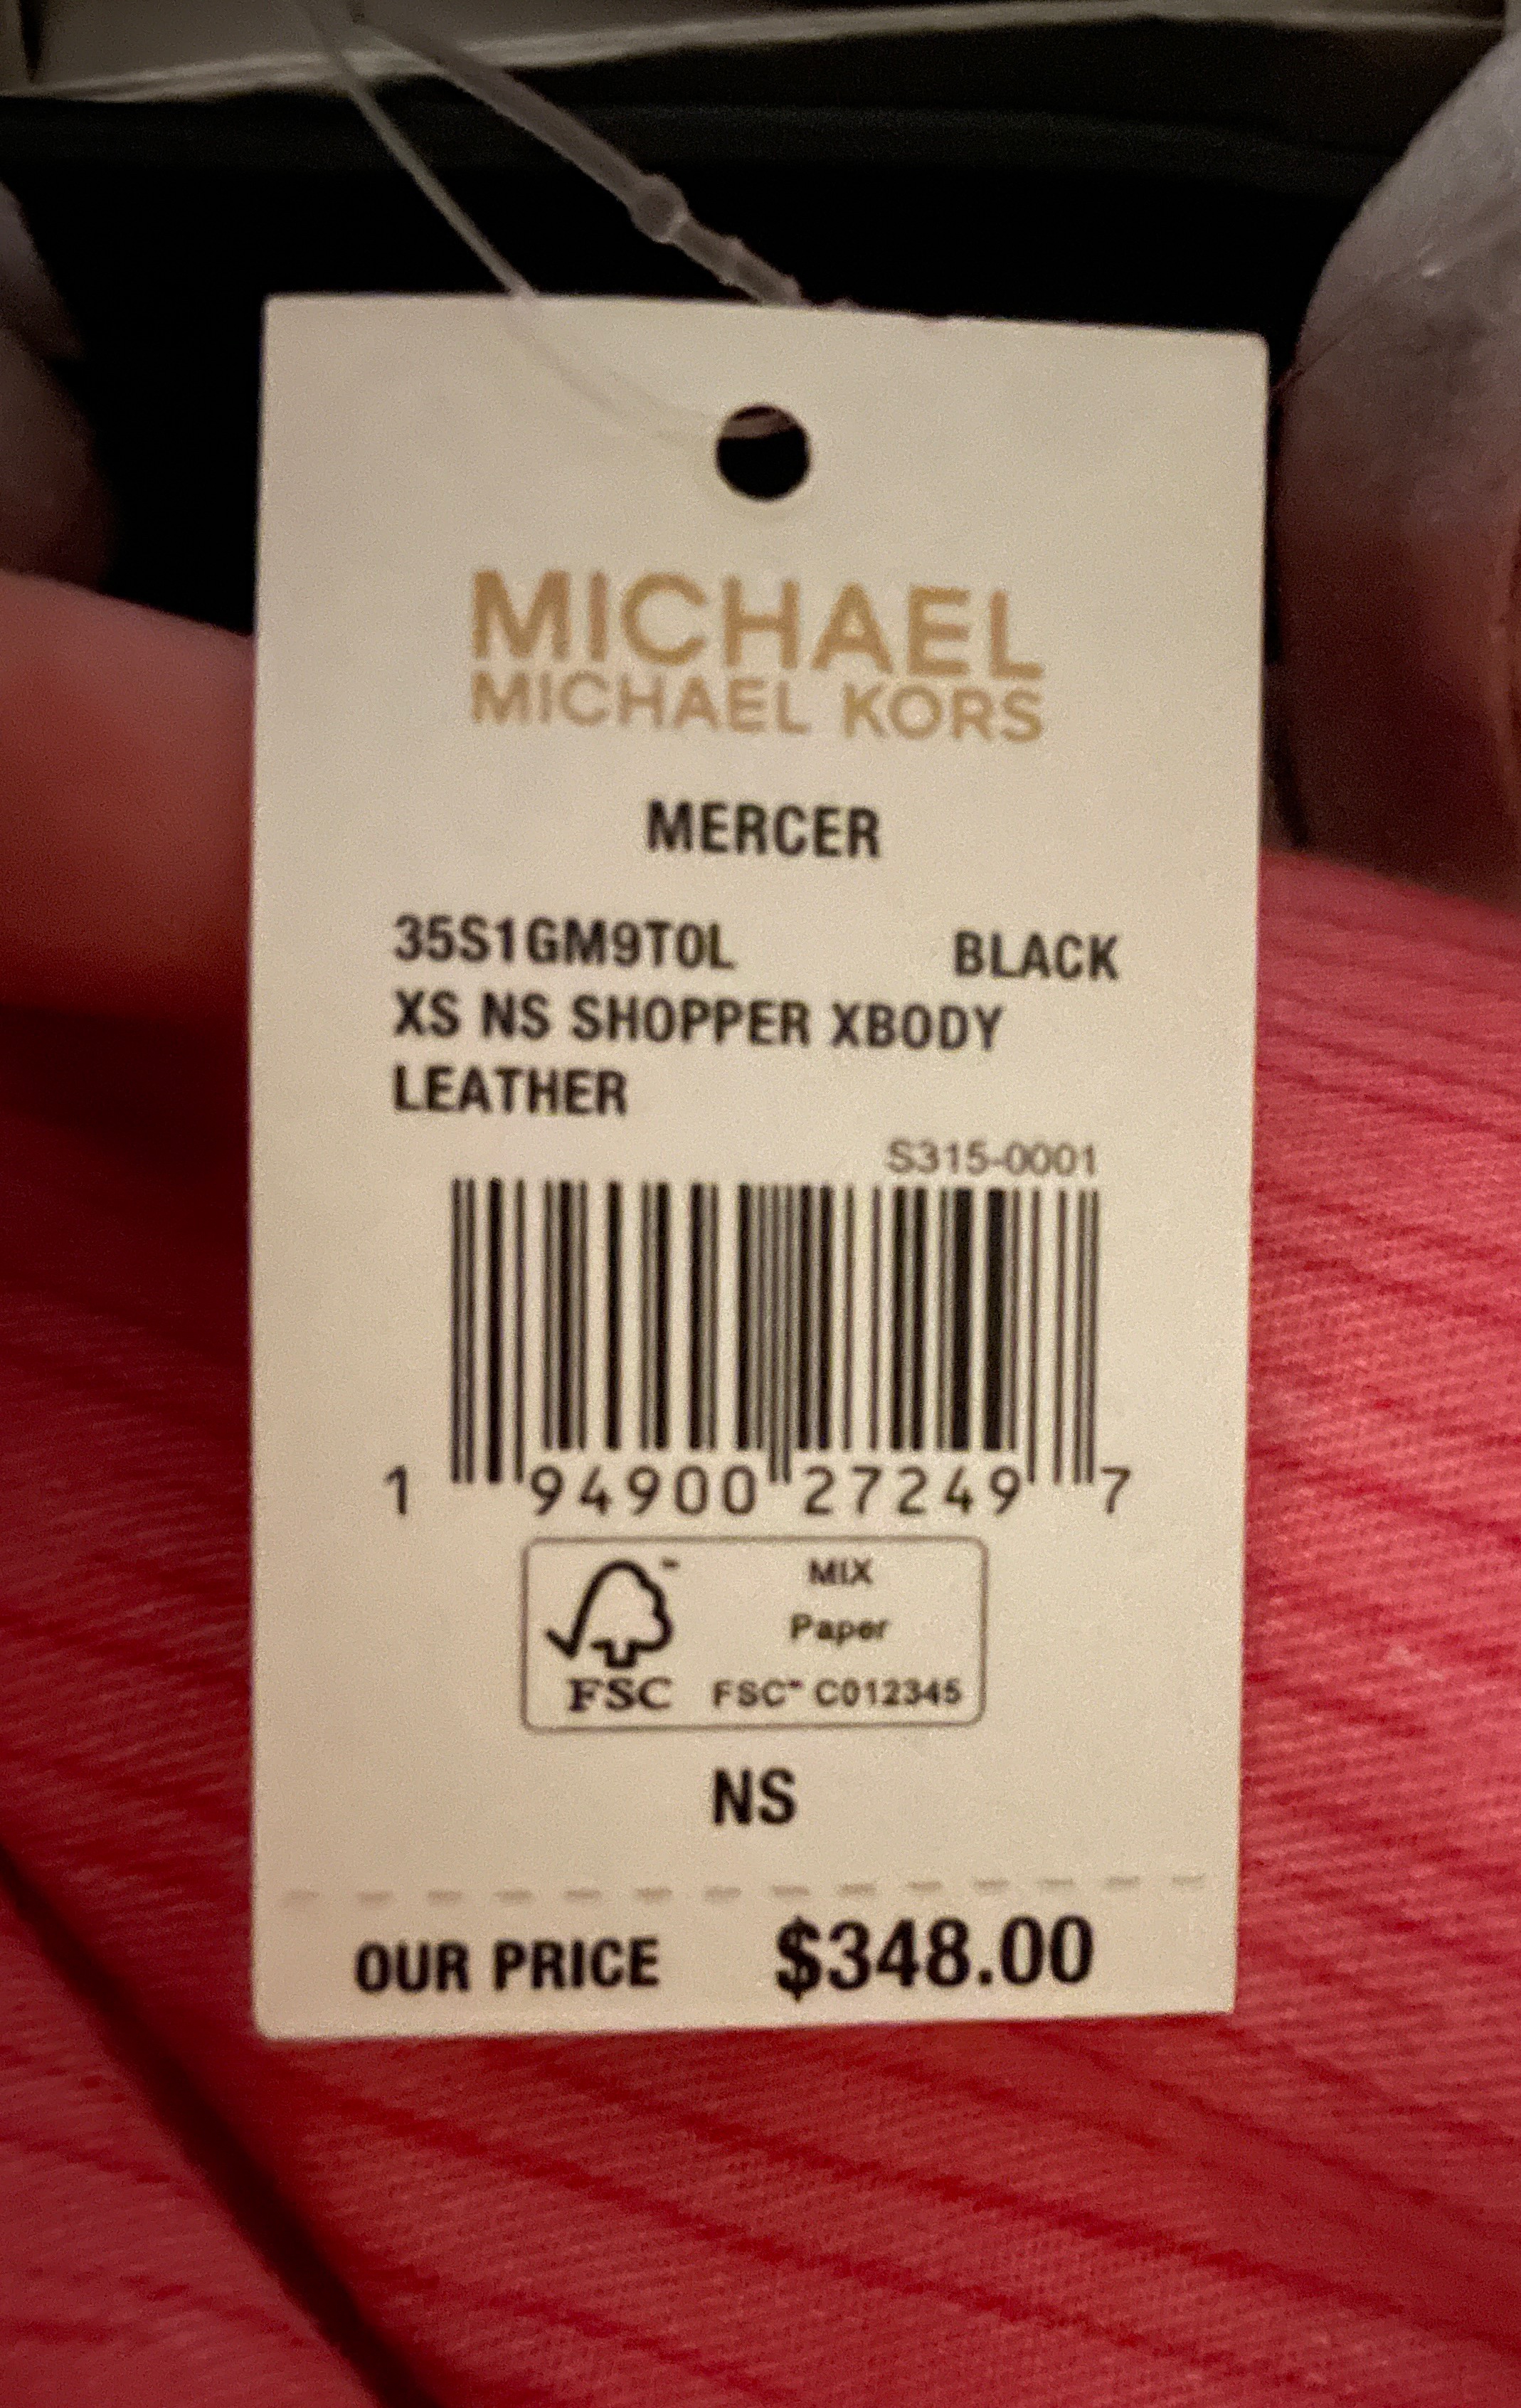 MICHAEL
MICHAEL KORS
MERCER
35S1GM9T0L BLACK
XS NS SHOPPER XBODY
LEATHER
S315-0001
1 94900 27249 7
MIX
Paper
FSC™ FSC™ C012345
NS
OUR PRICE $348.00